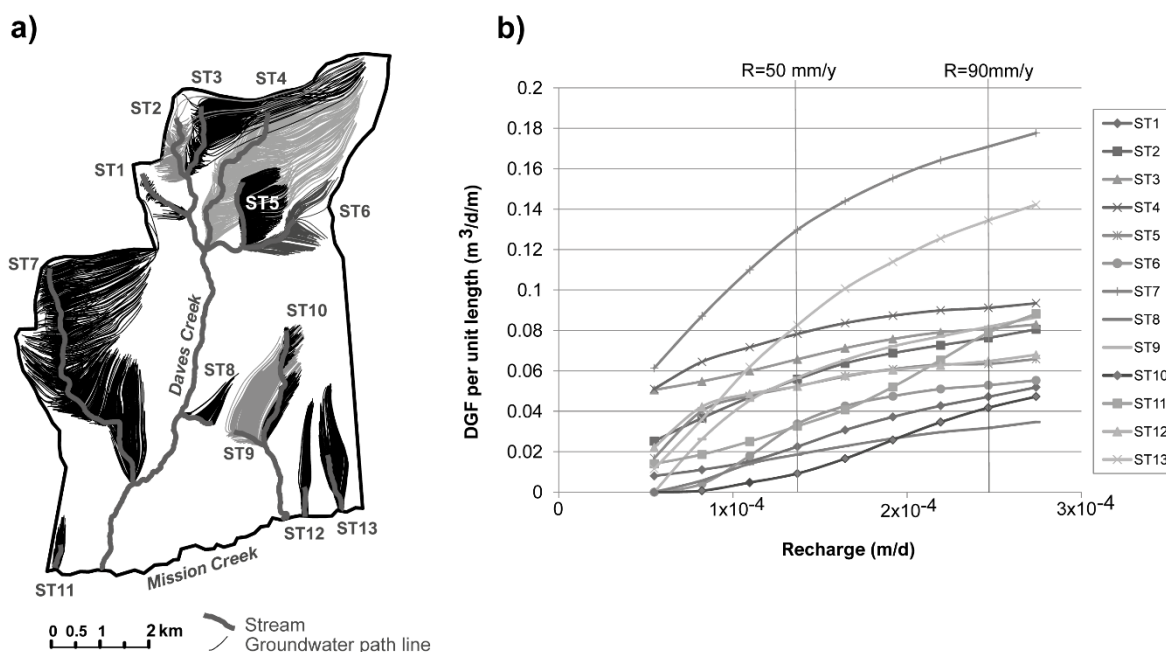 a)
ST3
ST4
ST2
ST1
ST5
ST6
ST7
ST10
Daves Creek
ST8
ST9
ST12
ST13
Mission Creek
ST11
0 0.5 1 2 km
Stream
Groundwater path line
b)
R=50 mm/y
R=90mm/y
0.2
0.18
0.16
0.14
0.12
0.1
0.08
0.06
0.04
0.02
0
DGF per unit length (m³/d/m)
0
1x10⁻⁴
2x10⁻⁴
3x10⁻⁴
Recharge (m/d)
ST1
ST2
ST3
ST4
ST5
ST6
ST7
ST8
ST9
ST10
ST11
ST12
ST13